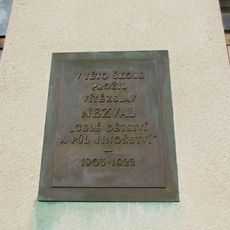 V TÉTO ŠKOLE
PROŽIL
VÍTĚZSLAV
NEZVAL
„CELÉ DĚTSTVÍ
A PŮL JINOŠSTVÍ“
—
1903-1922